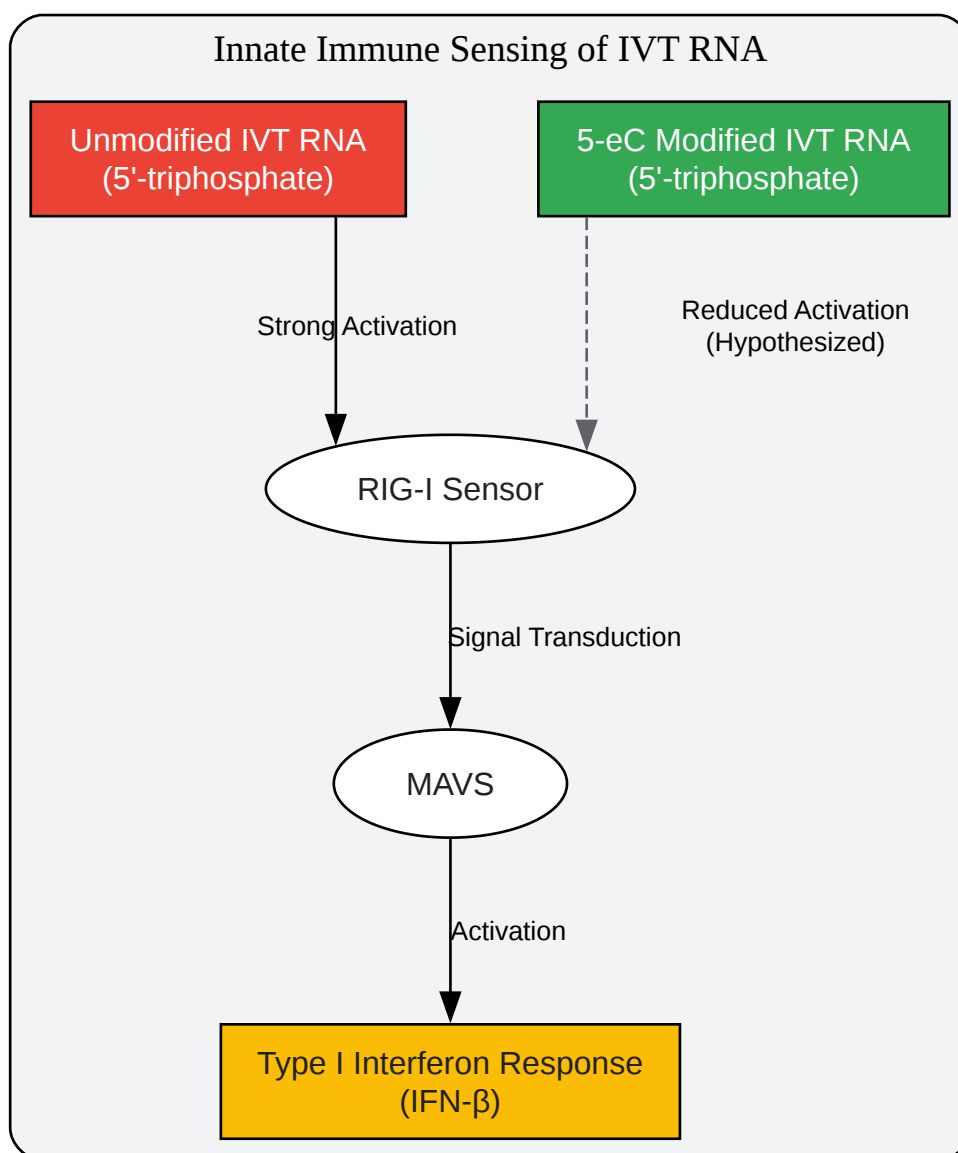 Innate Immune Sensing of IVT RNA
Unmodified IVT RNA
(5'-triphosphate)
5-eC Modified IVT RNA
(5'-triphosphate)
Strong Activation
Reduced Activation
(Hypothesized)
RIG-I Sensor
Signal Transduction
MAVS
Activation
Type I Interferon Response
(IFN-β)